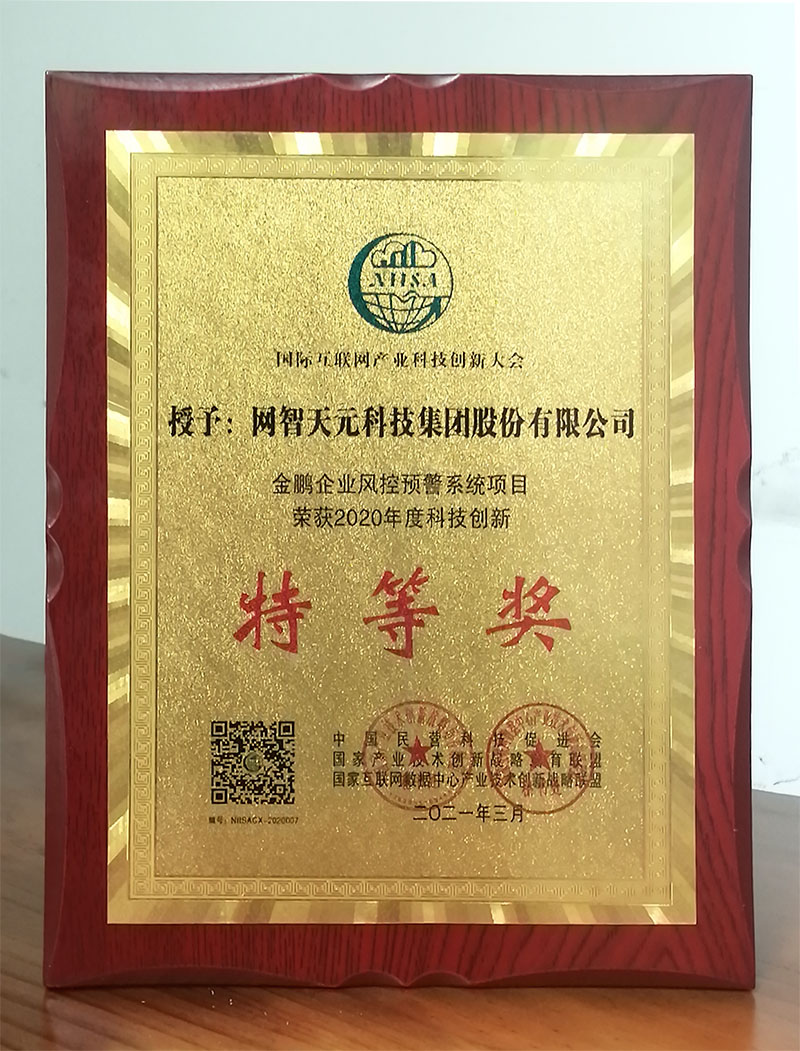 NIISA
国际互联网产业科技创新大会
授予：网智天元科技集团股份有限公司
金鹏企业风控预警系统项目
荣获2020年度科技创新
特等奖
中国民营科技促进会
国家产业技术创新战略育联盟
国家互联网数据中心产业技术创新战略联盟
二〇二一年三月
编号：NIISACX-2020007